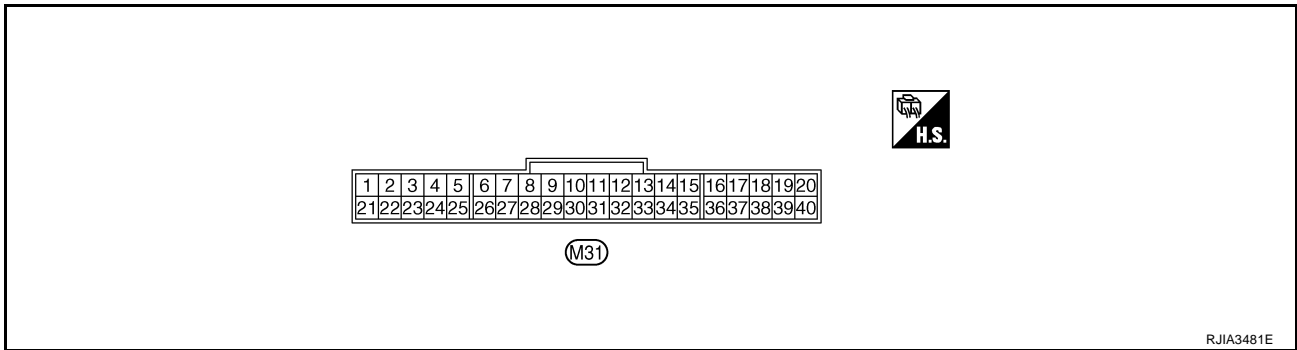 H.S.
1 2 3 4 5 6 7 8 9 10 11 12 13 14 15 16 17 18 19 20
21 22 23 24 25 26 27 28 29 30 31 32 33 34 35 36 37 38 39 40
M31
RJIA3481E